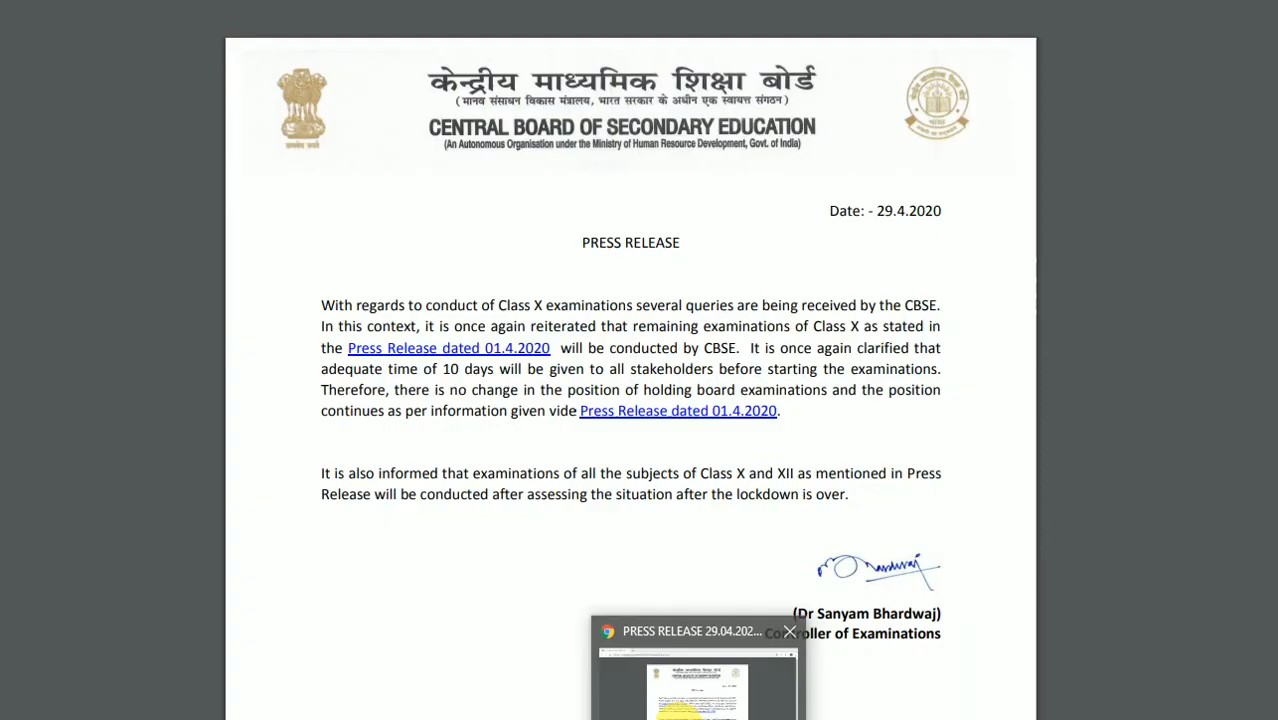 केन्द्रीय माध्यमिक शिक्षा बोर्ड
(मानव संसाधन विकास मंत्रालय, भारत सरकार के अधीन एक स्वायत्त संगठन)
CENTRAL BOARD OF SECONDARY EDUCATION
(An Autonomous Organisation under the Ministry of Human Resource Development, Govt. of India)
Date: - 29.4.2020
PRESS RELEASE
With regards to conduct of Class X examinations several queries are being received by the CBSE.
In this context, it is once again reiterated that remaining examinations of Class X as stated in
the Press Release dated 01.4.2020 will be conducted by CBSE. It is once again clarified that
adequate time of 10 days will be given to all stakeholders before starting the examinations.
Therefore, there is no change in the position of holding board examinations and the position
continues as per information given vide Press Release dated 01.4.2020.
It is also informed that examinations of all the subjects of Class X and XII as mentioned in Press
Release will be conducted after assessing the situation after the lockdown is over.
(Dr Sanyam Bhardwaj)
PRESS RELEASE 29.04.202...
Controller of Examinations